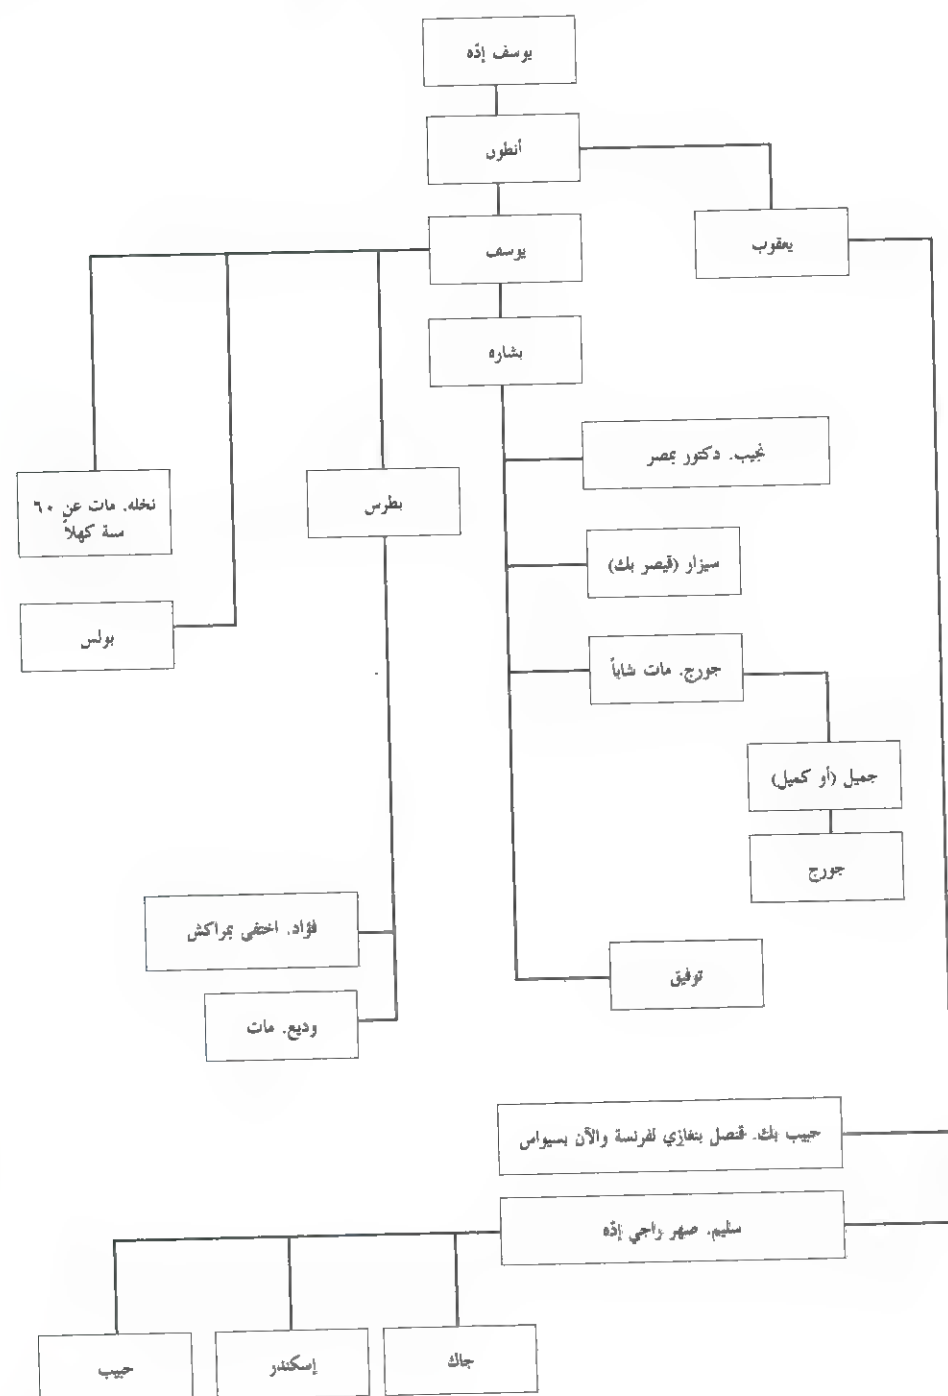 يوسف إدّه
أنطون
يعقوب
يوسف
بشاره
نجيب. دكتور بمصر
نخله. مات عن ٦٠
سنة كهلاً
بطرس
سيزار (قيصر بك)
بولس
جورج. مات شاباً
جميل (أو كميل)
جورج
فؤاد. اختفى بمراكش
توفيق
وديع. مات
حبيب بك. قنصل بنغازي لفرنسة والآن بسيواس
سليم. صهر راجي إدّه
جاك
إسكندر
حبيب